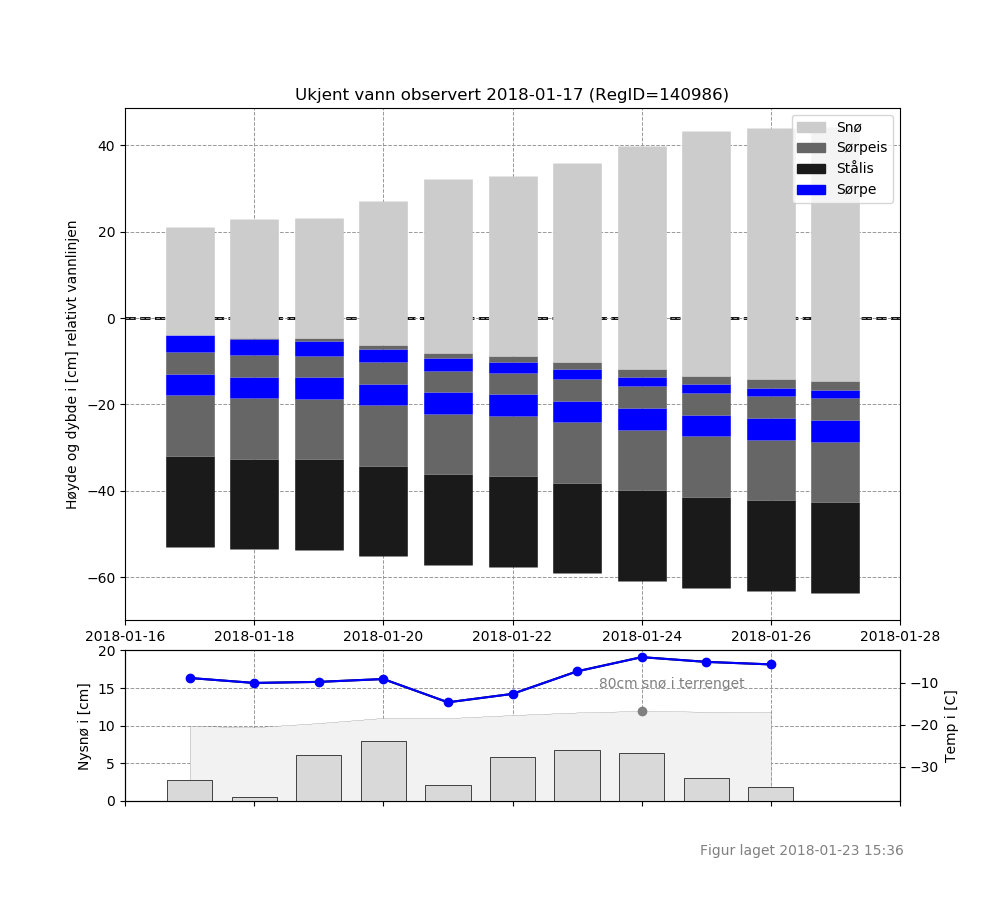 Ukjent vann observert 2018-01-17 (RegID=140986)
Høyde og dybde i [cm] relativt vannlinjen
40
20
0
−20
−40
−60
Snø
Sørpeis
Stålis
Sørpe
2018-01-16 2018-01-18 2018-01-20 2018-01-22 2018-01-24 2018-01-26 2018-01-28
Nysnø i [cm]
20
15
10
5
0
80cm snø i terrenget
−10
−20
−30
Temp i [C]
Figur laget 2018-01-23 15:36